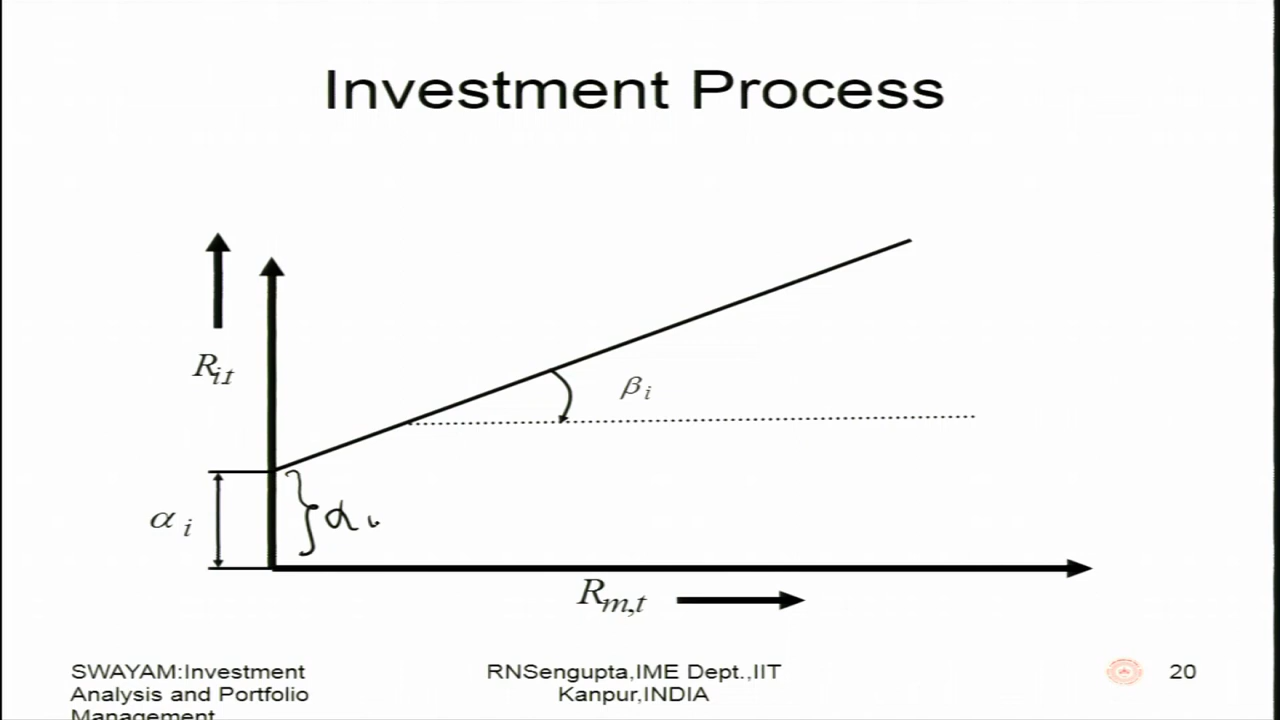 Investment Process
R_{i,t}
β_i
α_i
α_i
R_{m,t}
SWAYAM:Investment
Analysis and Portfolio
Management
RNSengupta,IME Dept.,IIT
Kanpur,INDIA
20